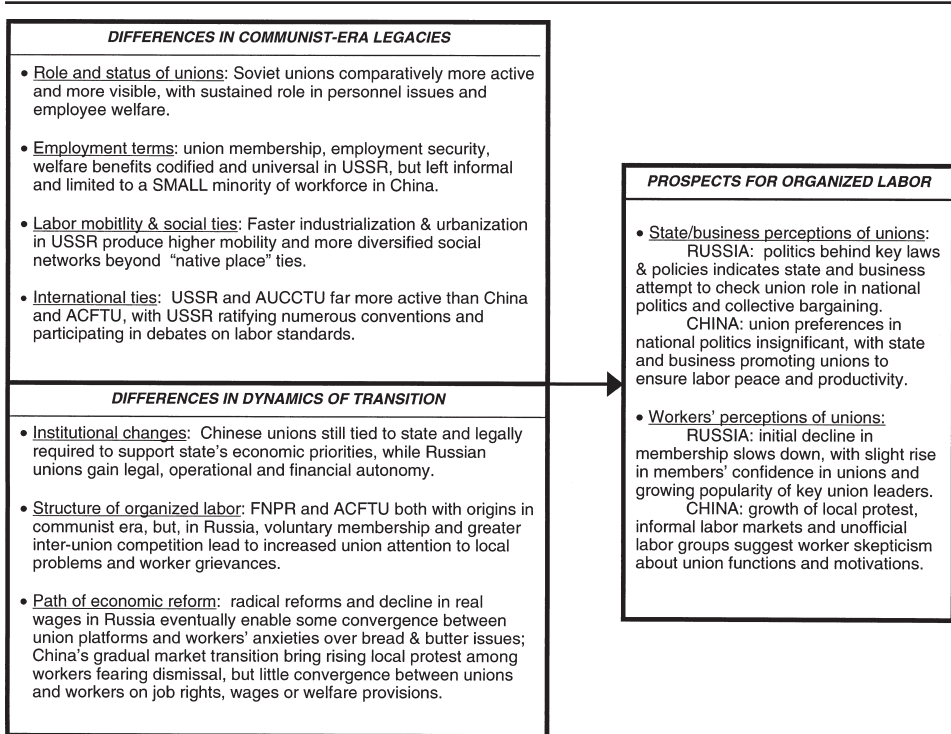 DIFFERENCES IN COMMUNIST-ERA LEGACIES
• Role and status of unions: Soviet unions comparatively more active
and more visible, with sustained role in personnel issues and
employee welfare.
• Employment terms: union membership, employment security,
welfare benefits codified and universal in USSR, but left informal
and limited to a SMALL minority of workforce in China.
• Labor mobitlity & social ties: Faster industrialization & urbanization
in USSR produce higher mobility and more diversified social
networks beyond "native place" ties.
• International ties: USSR and AUCCTU far more active than China
and ACFTU, with USSR ratifying numerous conventions and
participating in debates on labor standards.
DIFFERENCES IN DYNAMICS OF TRANSITION
• Institutional changes: Chinese unions still tied to state and legally
required to support state's economic priorities, while Russian
unions gain legal, operational and financial autonomy.
• Structure of organized labor: FNPR and ACFTU both with origins in
communist era, but, in Russia, voluntary membership and greater
inter-union competition lead to increased union attention to local
problems and worker grievances.
• Path of economic reform: radical reforms and decline in real
wages in Russia eventually enable some convergence between
union platforms and workers' anxieties over bread & butter issues;
China's gradual market transition bring rising local protest among
workers fearing dismissal, but little convergence between unions
and workers on job rights, wages or welfare provisions.
PROSPECTS FOR ORGANIZED LABOR
• State/business perceptions of unions:
RUSSIA: politics behind key laws
& policies indicates state and business
attempt to check union role in national
politics and collective bargaining.
CHINA: union preferences in
national politics insignificant, with state
and business promoting unions to
ensure labor peace and productivity.
• Workers' perceptions of unions:
RUSSIA: initial decline in
membership slows down, with slight rise
in members' confidence in unions and
growing popularity of key union leaders.
CHINA: growth of local protest,
informal labor markets and unofficial
labor groups suggest worker skepticism
about union functions and motivations.